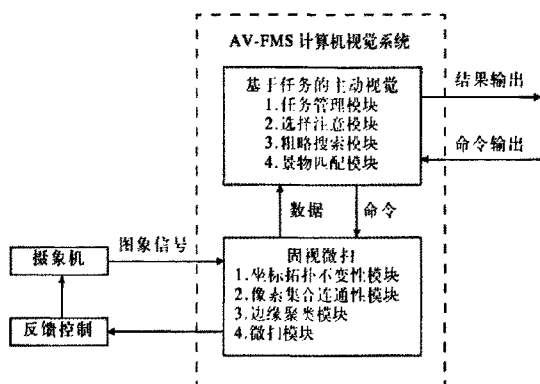 AV-FMS 计算机视觉系统
基于任务的主动视觉
1.任务管理模块
2.选择注意模块
3.粗略搜索模块
4.景物匹配模块
结果输出
命令输出
数据
命令
图象信号
摄象机
反馈控制
固视微扫
1.坐标拓扑不变性模块
2.像素集合连通性模块
3.边缘聚类模块
4.微扫模块